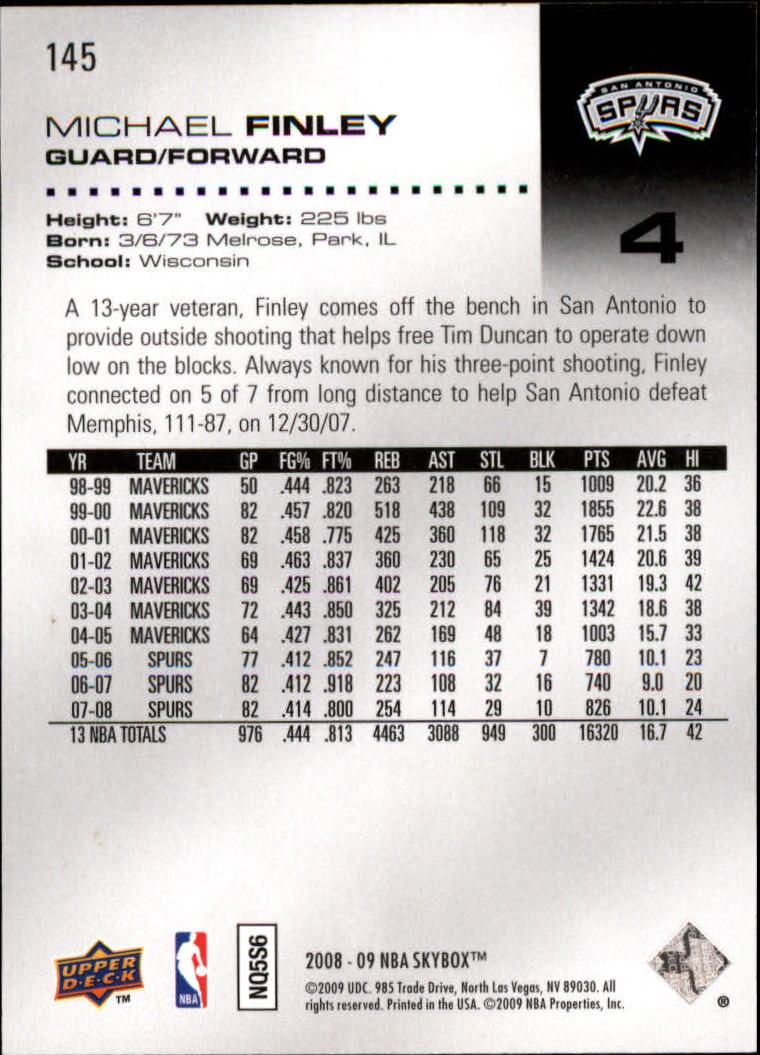 145
SAN ANTONIO
SPURS
MICHAEL FINLEY
GUARD/FORWARD
4
Height: 6'7" Weight: 225 lbs
Born: 3/6/73 Melrose, Park, IL
School: Wisconsin
A 13-year veteran, Finley comes off the bench in San Antonio to
provide outside shooting that helps free Tim Duncan to operate down
low on the blocks. Always known for his three-point shooting, Finley
connected on 5 of 7 from long distance to help San Antonio defeat
Memphis, 111-87, on 12/30/07.
YR TEAM GP FG% FT% REB AST STL BLK PTS AVG HI
98-99 MAVERICKS 50 .444 .823 263 218 66 15 1009 20.2 36
99-00 MAVERICKS 82 .457 .820 518 438 109 32 1855 22.6 38
00-01 MAVERICKS 82 .458 .775 425 360 118 32 1765 21.5 38
01-02 MAVERICKS 69 .463 .837 360 230 65 25 1424 20.6 39
02-03 MAVERICKS 69 .425 .861 402 205 76 21 1331 19.3 42
03-04 MAVERICKS 72 .443 .850 325 212 84 39 1342 18.6 38
04-05 MAVERICKS 64 .427 .831 262 169 48 18 1003 15.7 33
05-06 SPURS 77 .412 .852 247 116 37 7 780 10.1 23
06-07 SPURS 82 .412 .918 223 108 32 16 740 9.0 20
07-08 SPURS 82 .414 .800 254 114 29 10 826 10.1 24
13 NBA TOTALS 976 .444 .813 4463 3088 949 300 16320 16.7 42
UPPER
D·E·C·K
TM
NBA
NQ5S6
2008 - 09 NBA SKYBOX™
©2009 UDC. 985 Trade Drive, North Las Vegas, NV 89030. All
rights reserved. Printed in the USA. ©2009 NBA Properties, Inc.
®